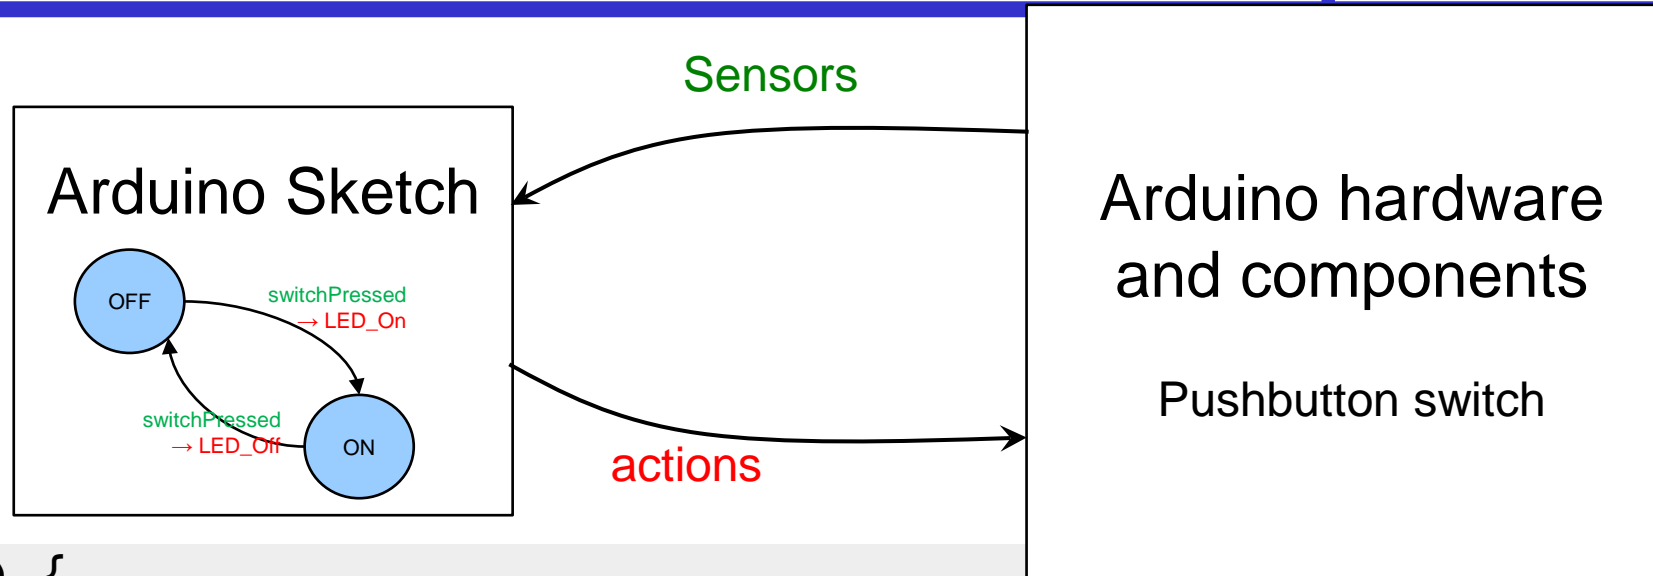 Sensors
Arduino Sketch
OFF
switchPressed
→ LED_On
switchPressed
→ LED_Off
ON
actions
Arduino hardware
and components
Pushbutton switch
{